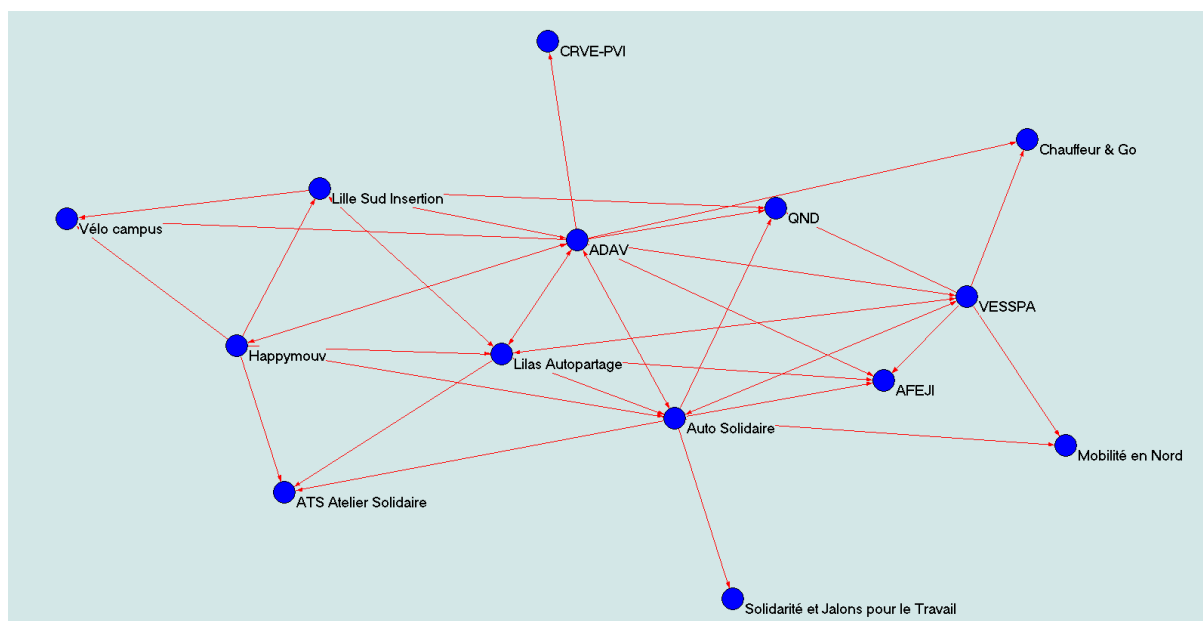 CRVE-PVI
Chauffeur & Go
Lille Sud Insertion
QND
Vélo campus
ADAV
VESSPA
Happymouv
Lilas Autopartage
AFEJI
Auto Solidaire
Mobilité en Nord
ATS Atelier Solidaire
Solidarité et Jalons pour le Travail